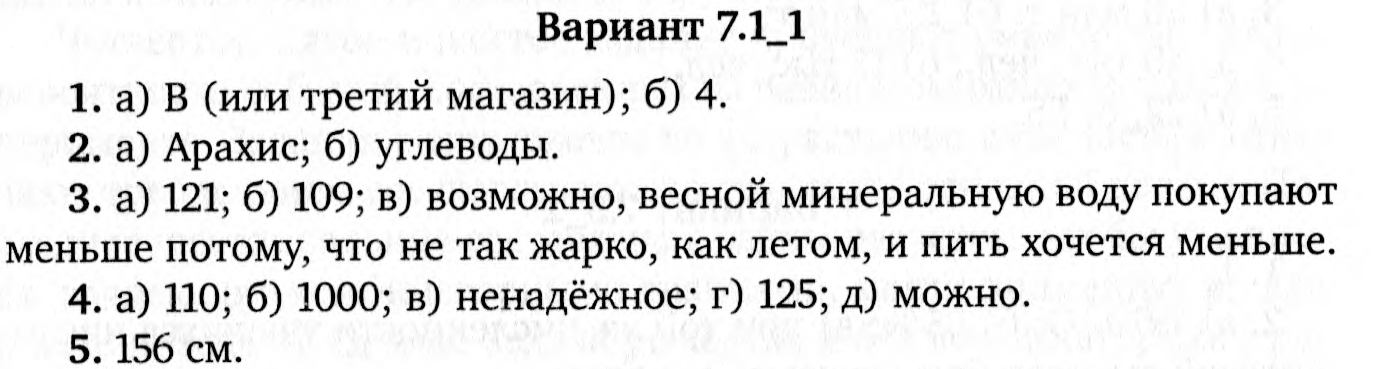 Вариант 7.1_1
1. а) В (или третий магазин); б) 4.
2. а) Арахис; б) углеводы.
3. а) 121; б) 109; в) возможно, весной минеральную воду покупают
меньше потому, что не так жарко, как летом, и пить хочется меньше.
4. а) 110; б) 1000; в) ненадёжное; г) 125; д) можно.
5. 156 см.